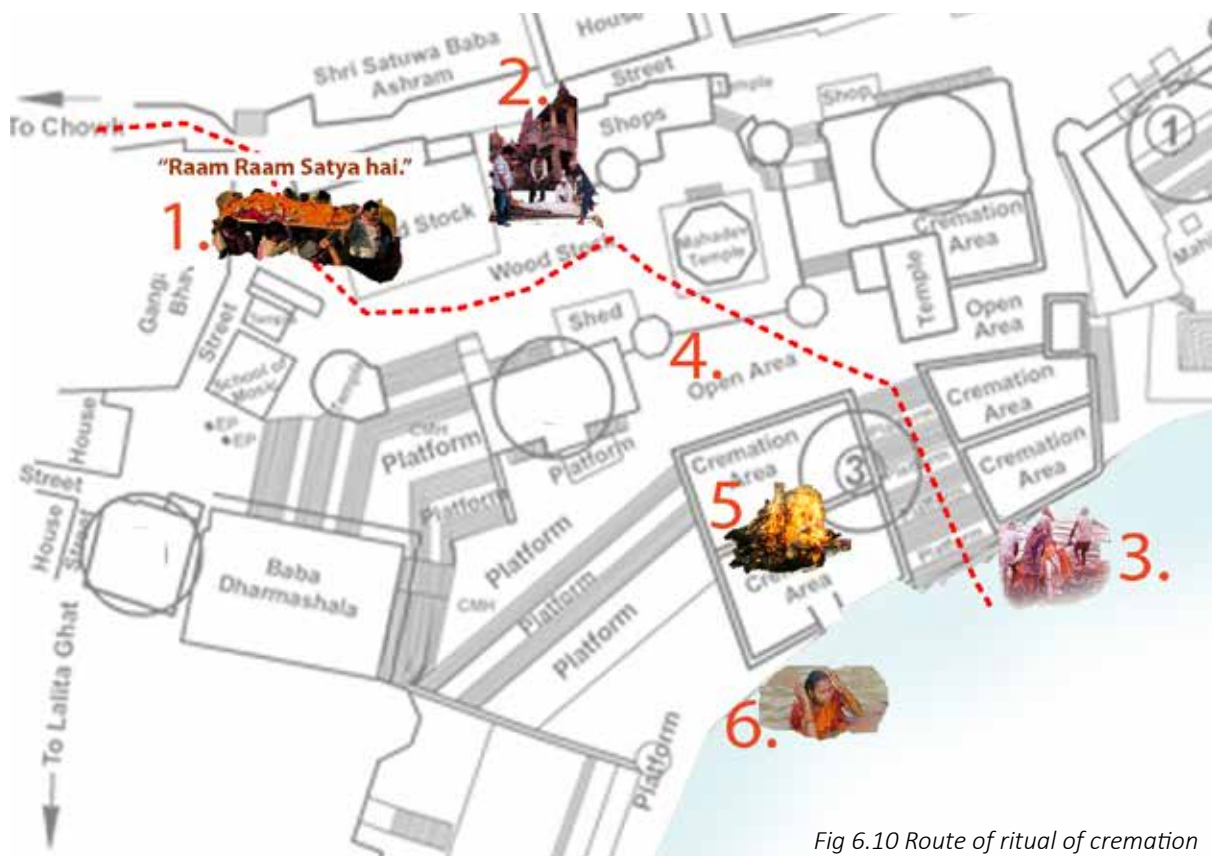 Shri Satuwa Baba
Ashram
House
2.
Street
Temple
Shop
To Chowk
Shops
1
"Raam Raam Satya hai."
1.
d Stock
Wood Stock
Mahadev
Temple
Cremation
Area
Temple
Open
Area
Street
Shed
4.
Open Area
School of
Temple
EP
EP
CMH
Platform
Platform
Platform
Cremation
Area
Cremation
Area
Cremation
Area
3
5
House
Street
House
Street
Platform
Platform
Platform
Platform
Area
3.
Baba
Dharmashala
CMH
6.
To Lalita Ghat
Platform
Fig 6.10 Route of ritual of cremation